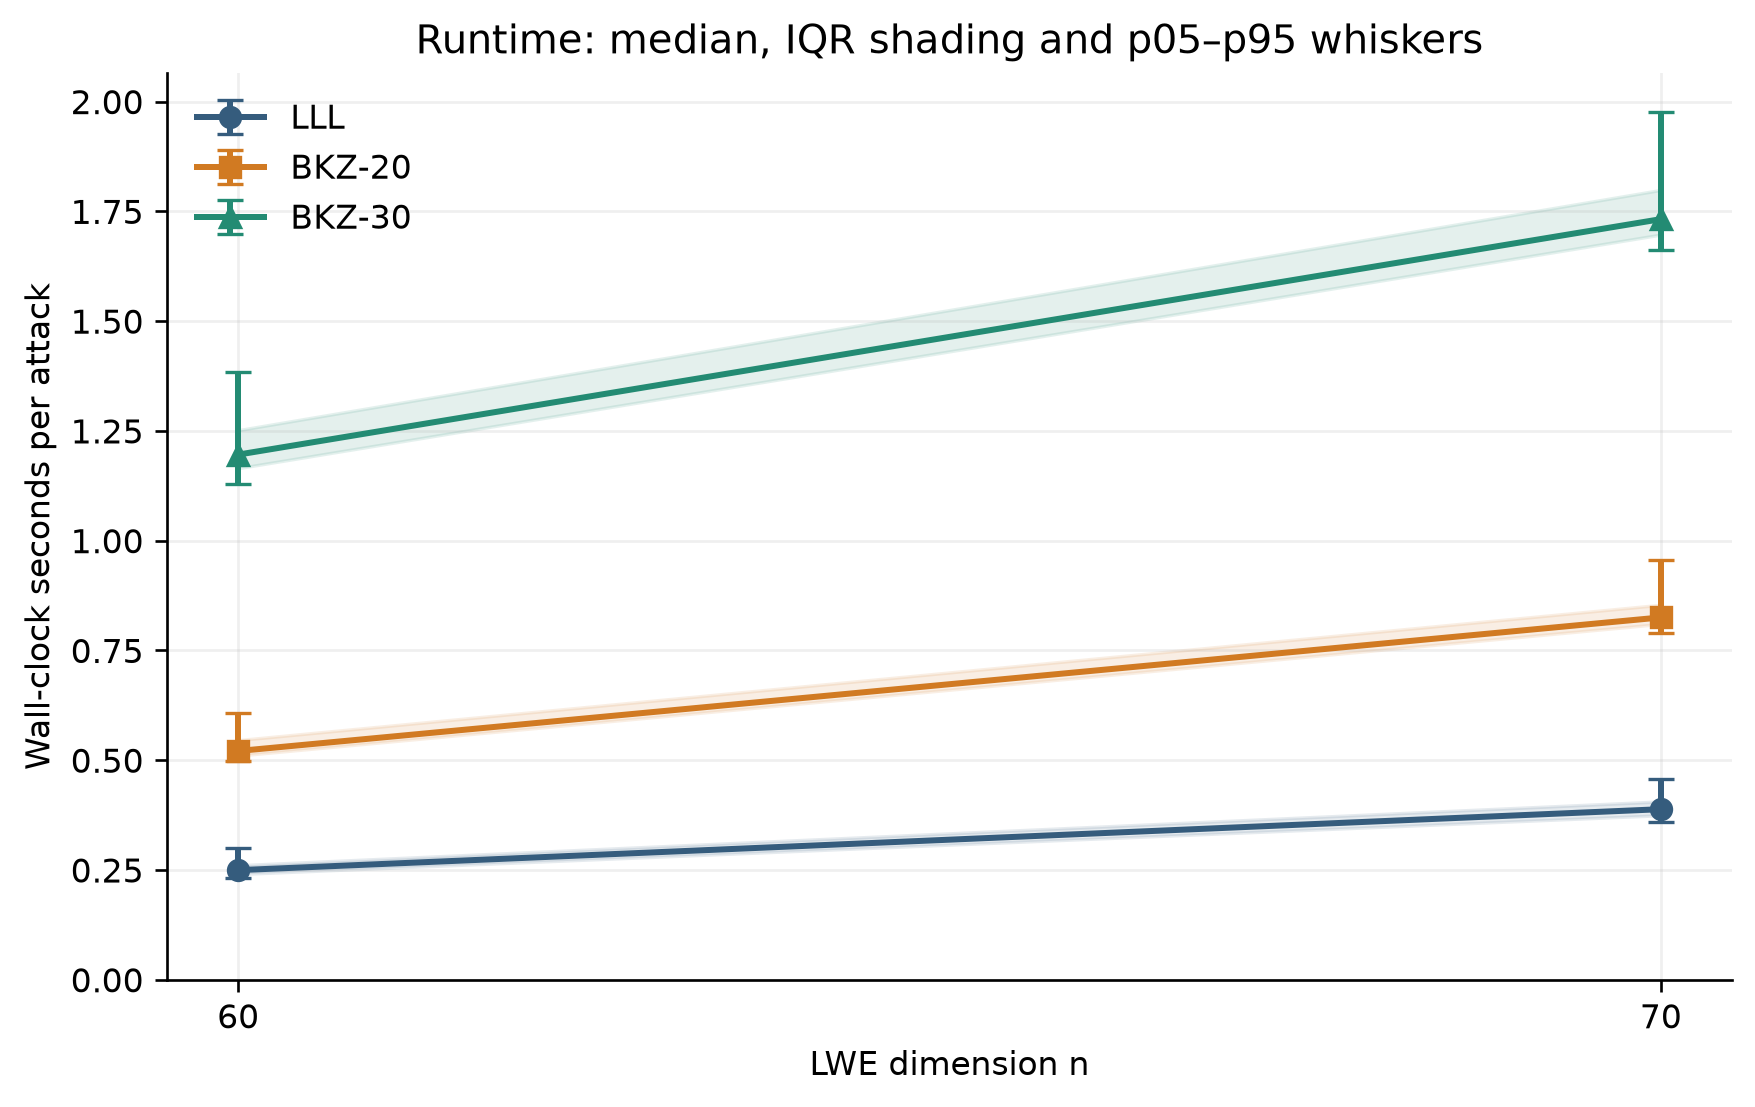 Runtime: median, IQR shading and p05–p95 whiskers
LLL
BKZ-20
BKZ-30
Wall-clock seconds per attack
2.00
1.75
1.50
1.25
1.00
0.75
0.50
0.25
0.00
60
70
LWE dimension n